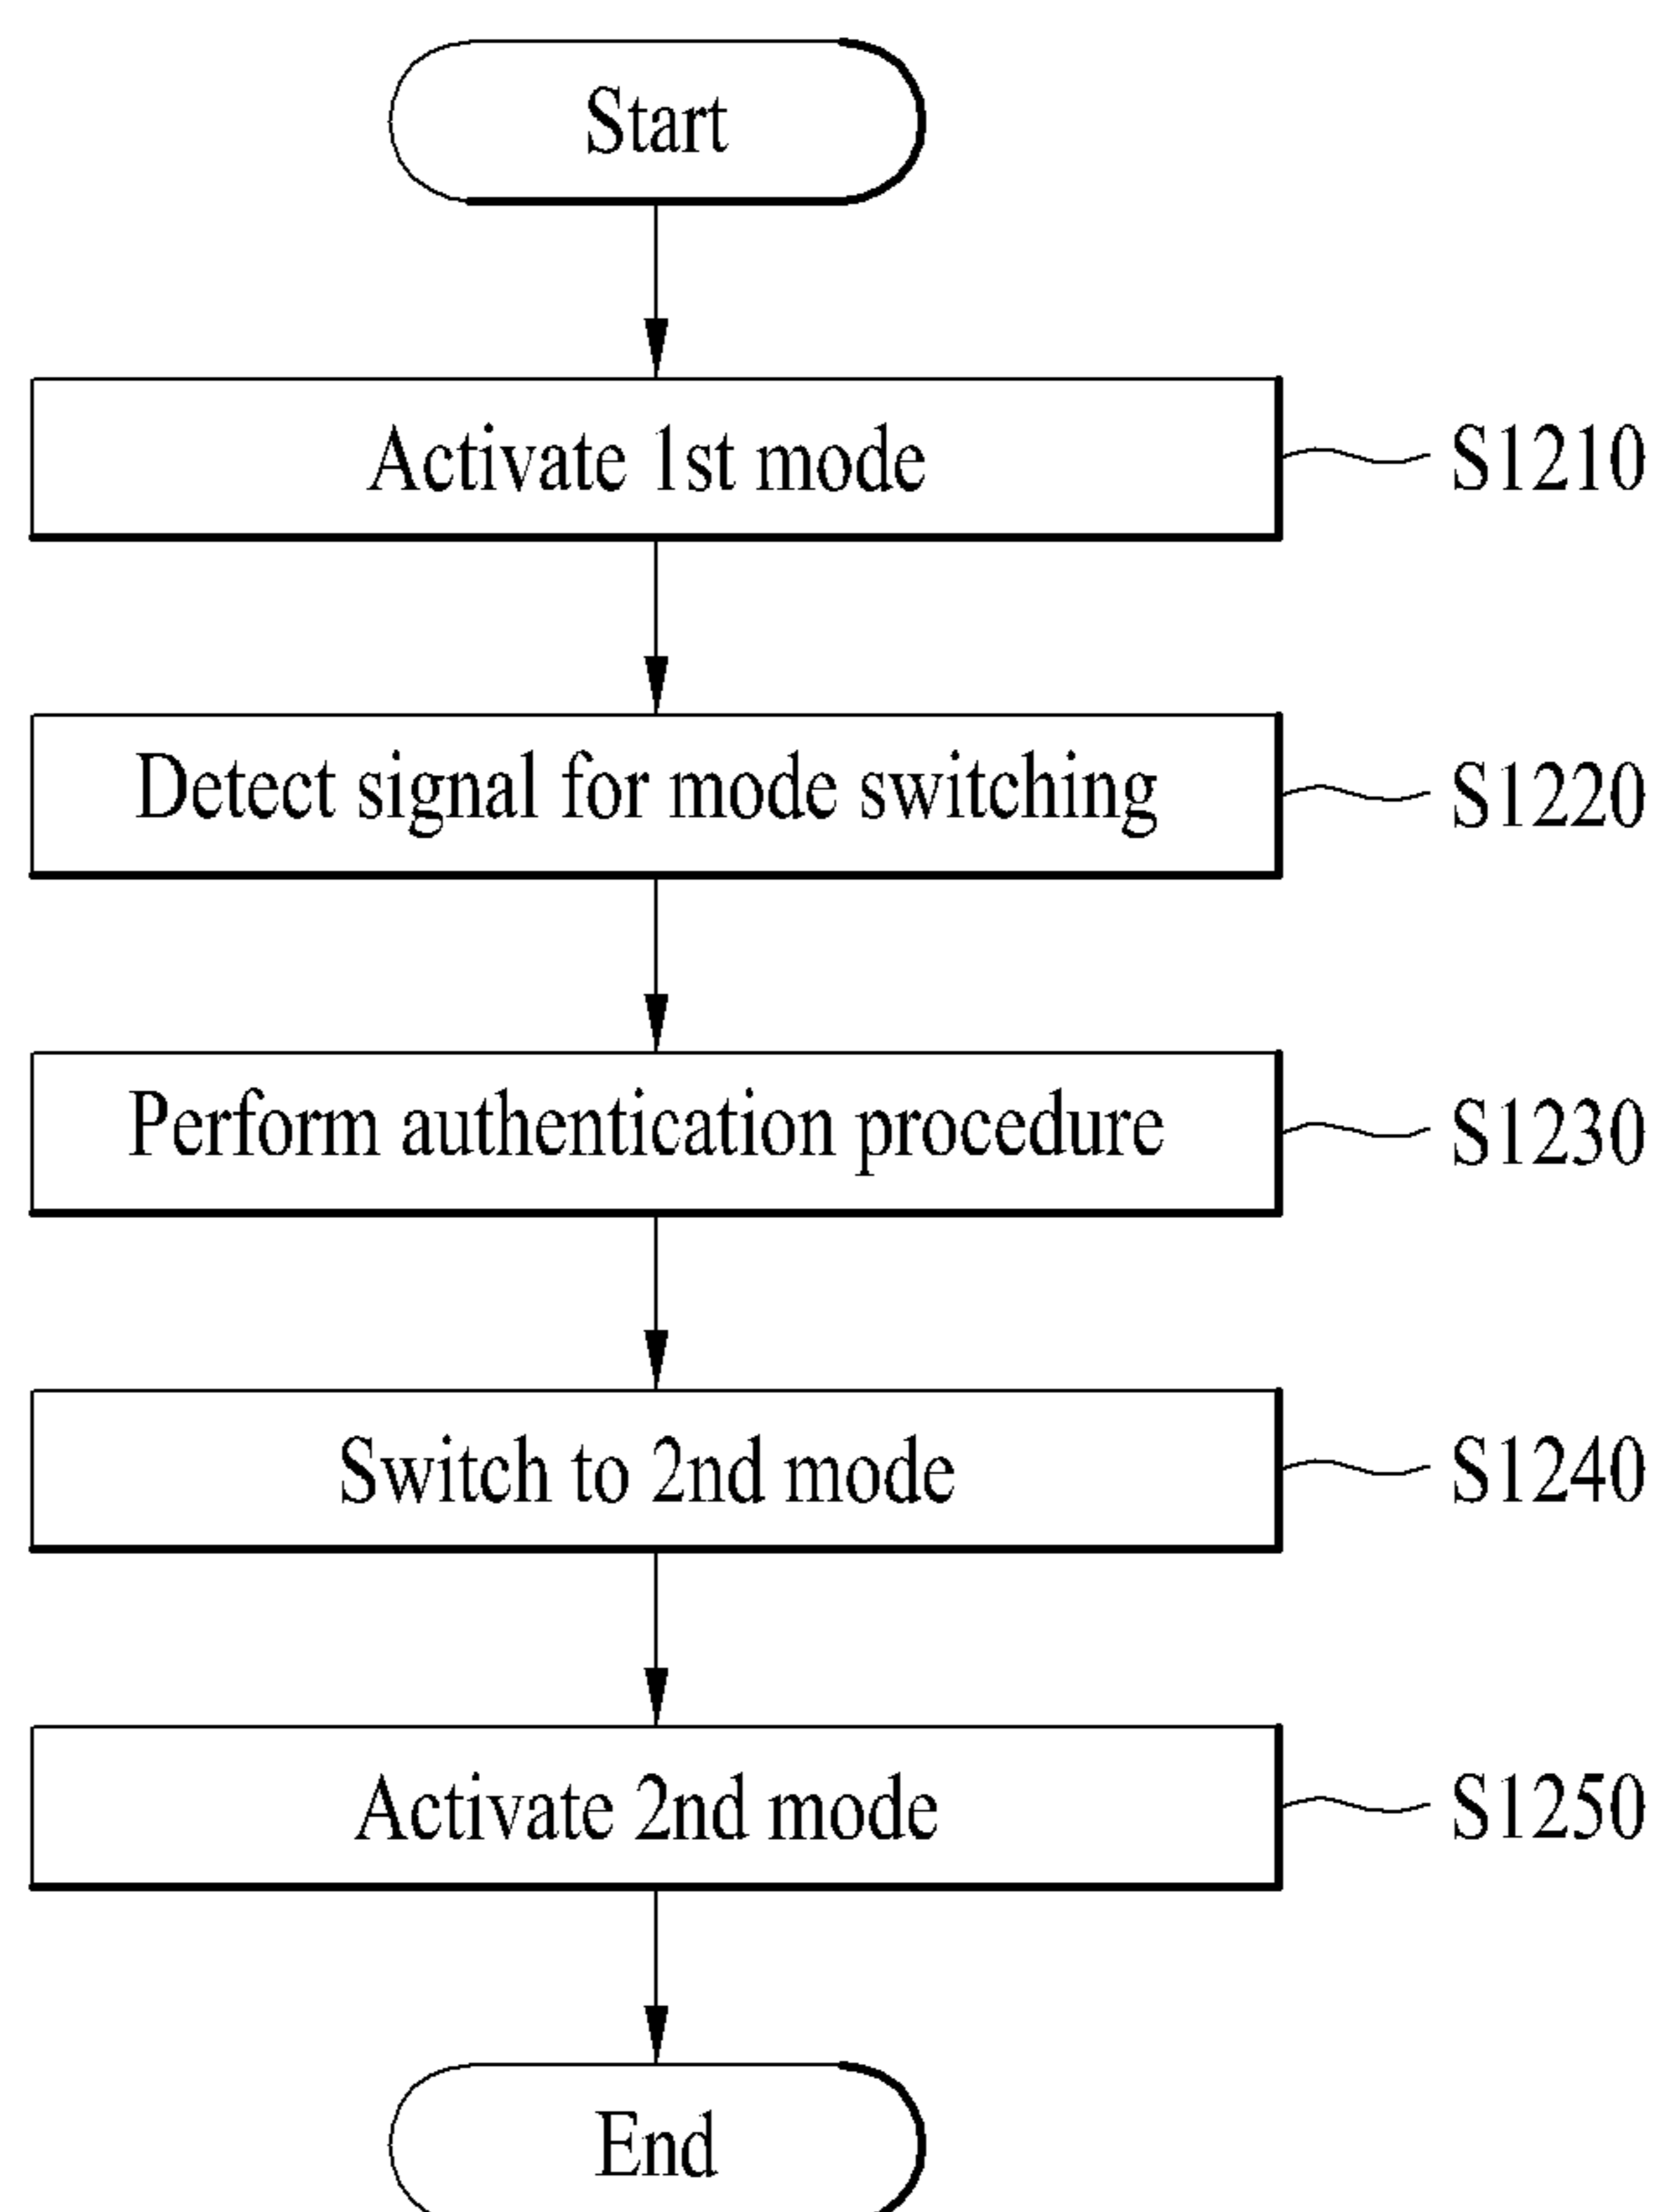 Start
Activate 1st mode
S1210
Detect signal for mode switching
S1220
Perform authentication procedure
S1230
Switch to 2nd mode
S1240
Activate 2nd mode
S1250
End